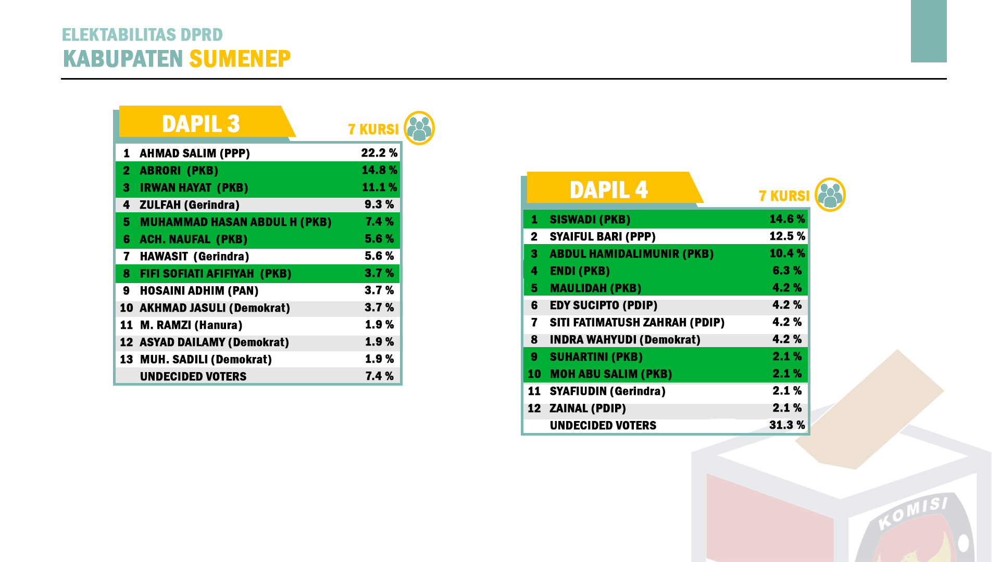 ELEKTABILITAS DPRD
KABUPATEN SUMENEP
DAPIL 3
7 KURSI
1 AHMAD SALIM (PPP) 22.2 %
2 ABRORI (PKB) 14.8 %
3 IRWAN HAYAT (PKB) 11.1 %
4 ZULFAH (Gerindra) 9.3 %
5 MUHAMMAD HASAN ABDUL H (PKB) 7.4 %
6 ACH. NAUFAL (PKB) 5.6 %
7 HAWASIT (Gerindra) 5.6 %
8 FIFI SOFIATI AFIFIYAH (PKB) 3.7 %
9 HOSAINI ADHIM (PAN) 3.7 %
10 AKHMAD JASULI (Demokrat) 3.7 %
11 M. RAMZI (Hanura) 1.9 %
12 ASYAD DAILAMY (Demokrat) 1.9 %
13 MUH. SADILI (Demokrat) 1.9 %
UNDECIDED VOTERS 7.4 %
DAPIL 4
7 KURSI
1 SISWADI (PKB) 14.6 %
2 SYAIFUL BARI (PPP) 12.5 %
3 ABDUL HAMIDALIMUNIR (PKB) 10.4 %
4 ENDI (PKB) 6.3 %
5 MAULIDAH (PKB) 4.2 %
6 EDY SUCIPTO (PDIP) 4.2 %
7 SITI FATIMATUSH ZAHRAH (PDIP) 4.2 %
8 INDRA WAHYUDI (Demokrat) 4.2 %
9 SUHARTINI (PKB) 2.1 %
10 MOH ABU SALIM (PKB) 2.1 %
11 SYAFIUDIN (Gerindra) 2.1 %
12 ZAINAL (PDIP) 2.1 %
UNDECIDED VOTERS 31.3 %
KOMISI